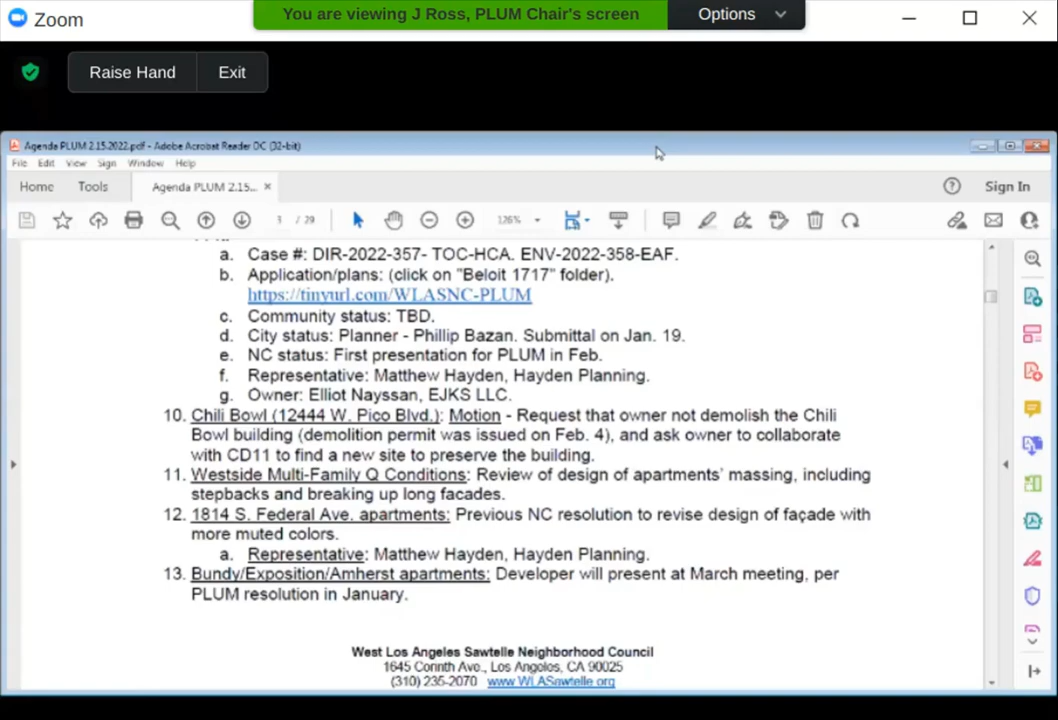 Zoom
You are viewing J Ross, PLUM Chair's screen
Options
Raise Hand
Exit
Agenda PLUM 2.15.2022.pdf - Adobe Acrobat Reader DC (32-bit)
File Edit View Sign Window Help
Home Tools Agenda PLUM 2.15... × Sign In
3 / 29 126%
a. Case #: DIR-2022-357- TOC-HCA. ENV-2022-358-EAF.
b. Application/plans: (click on "Beloit 1717" folder).
https://tinyurl.com/WLASNC-PLUM
c. Community status: TBD.
d. City status: Planner - Phillip Bazan. Submittal on Jan. 19.
e. NC status: First presentation for PLUM in Feb.
f. Representative: Matthew Hayden, Hayden Planning.
g. Owner: Elliot Nayssan, EJKS LLC.
10. Chili Bowl (12444 W. Pico Blvd.): Motion - Request that owner not demolish the Chili
Bowl building (demolition permit was issued on Feb. 4), and ask owner to collaborate
with CD11 to find a new site to preserve the building.
11. Westside Multi-Family Q Conditions: Review of design of apartments' massing, including
stepbacks and breaking up long facades.
12. 1814 S. Federal Ave. apartments: Previous NC resolution to revise design of façade with
more muted colors.
a. Representative: Matthew Hayden, Hayden Planning.
13. Bundy/Exposition/Amherst apartments: Developer will present at March meeting, per
PLUM resolution in January.
West Los Angeles Sawtelle Neighborhood Council
1645 Corinth Ave., Los Angeles, CA 90025
(310) 235-2070 www.WLASawtelle.org